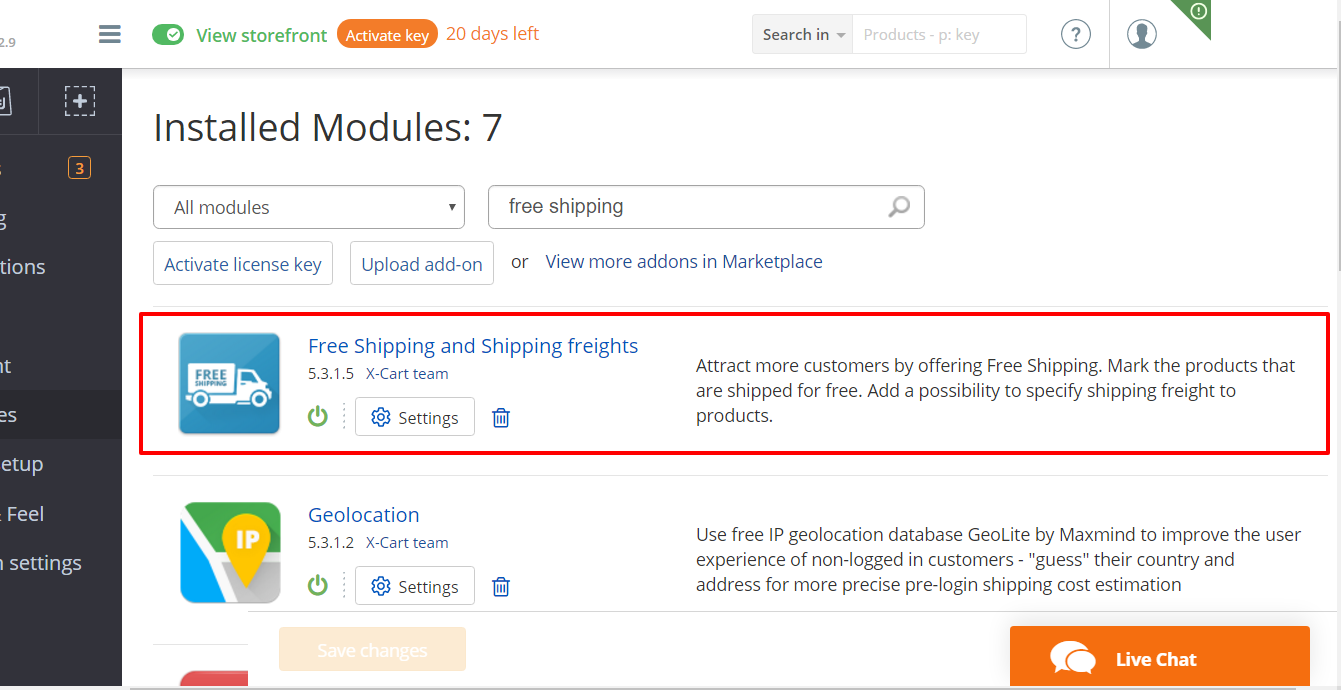 2.9
View storefront
Activate key
20 days left
Search in
Products - p: key
?
3
g
tions
nt
es
etup
Feel
n settings
Installed Modules: 7
All modules
free shipping
Activate license key
Upload add-on
or
View more addons in Marketplace
FREE
SHIPPING
Free Shipping and Shipping freights
5.3.1.5 X-Cart team
Settings
Attract more customers by offering Free Shipping. Mark the products that
are shipped for free. Add a possibility to specify shipping freight to
products.
IP
Geolocation
5.3.1.2 X-Cart team
Settings
Use free IP geolocation database GeoLite by Maxmind to improve the user
experience of non-logged in customers - "guess" their country and
address for more precise pre-login shipping cost estimation
Save changes
Live Chat